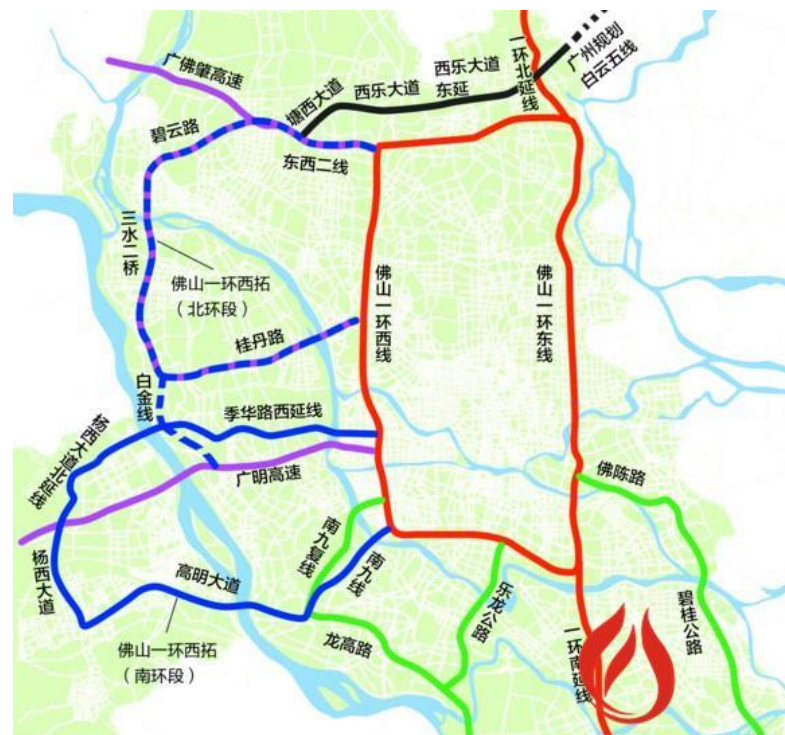 广佛肇高速
碧云路
塘西大道
西乐大道
西乐大道
东延
一环北延线
广州规划
白云五线
东西二线
三水二桥
佛山一环西拓
（北环段）
佛山一环西线
佛山一环东线
桂丹路
白金线
季华路西延线
杨西大道北延线
广明高速
佛陈路
南九复线
南九线
杨西大道
高明大道
乐龙公路
碧桂公路
佛山一环西拓
（南环段）
龙高路
一环南延线